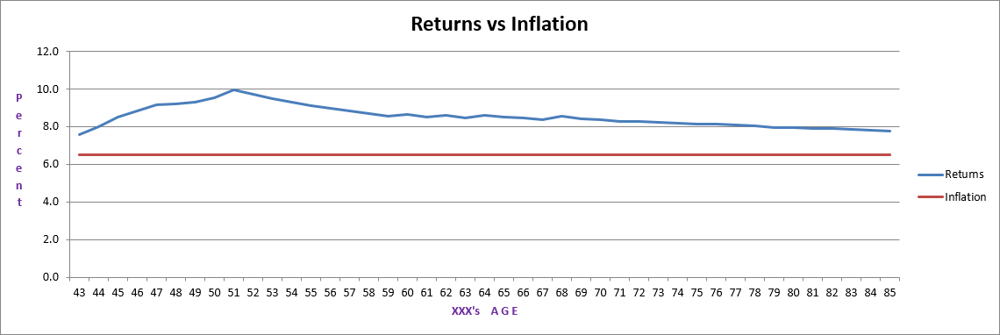 Returns vs Inflation
12.0
10.0
8.0
6.0
4.0
2.0
0.0
Percent
43 44 45 46 47 48 49 50 51 52 53 54 55 56 57 58 59 60 61 62 63 64 65 66 67 68 69 70 71 72 73 74 75 76 77 78 79 80 81 82 83 84 85
XXX's A G E
Returns
Inflation